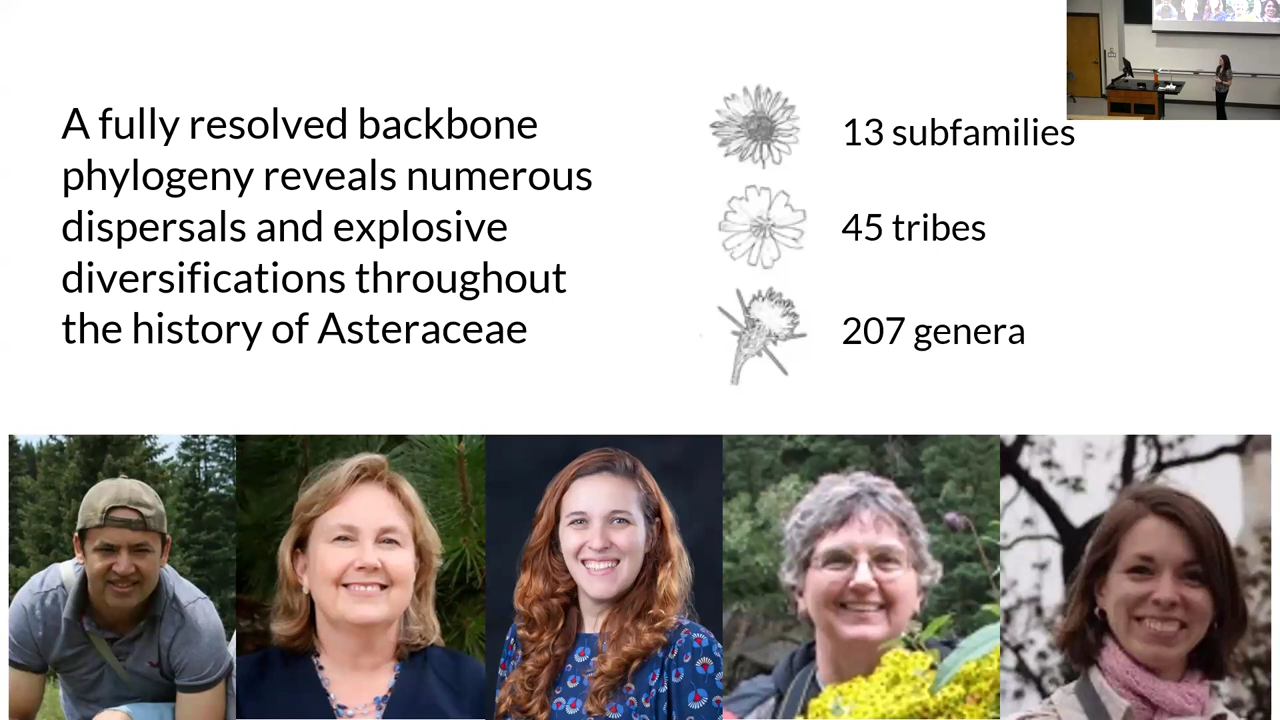 A fully resolved backbone
phylogeny reveals numerous
dispersals and explosive
diversifications throughout
the history of Asteraceae
13 subfamilies
45 tribes
207 genera